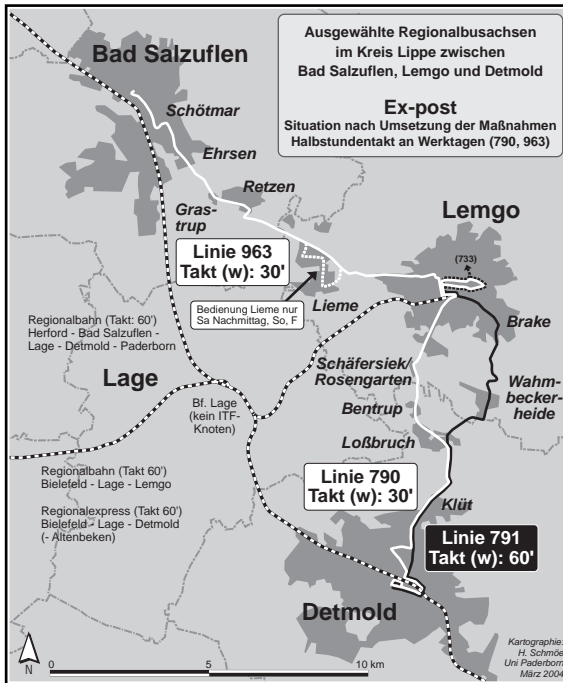 Ausgewählte Regionalbusachsen
im Kreis Lippe zwischen
Bad Salzuflen, Lemgo und Detmold
Ex-post
Situation nach Umsetzung der Maßnahmen
Halbstundentakt an Werktagen (790, 963)
Bad Salzuflen
Schötmar
Ehrsen
Retzen
Gras-
trup
Lemgo
(733)
Linie 963
Takt (w): 30'
Lieme
Bedienung Lieme nur
Sa Nachmittag, So, F
Brake
Regionalbahn (Takt: 60')
Herford - Bad Salzuflen -
Lage - Detmold - Paderborn
Schäfersiek/
Rosengarten
Lage
Wahm-
becker-
heide
Bf. Lage
(kein ITF-
Knoten)
Bentrup
Loßbruch
Regionalbahn (Takt 60')
Bielefeld - Lage - Lemgo
Linie 790
Takt (w): 30'
Klüt
Regionalexpress (Takt 60')
Bielefeld - Lage - Detmold
(- Altenbeken)
Linie 791
Takt (w): 60'
Detmold
Kartographie:
H. Schmöe
Uni Paderborn
März 2004
N
0 5 10 km